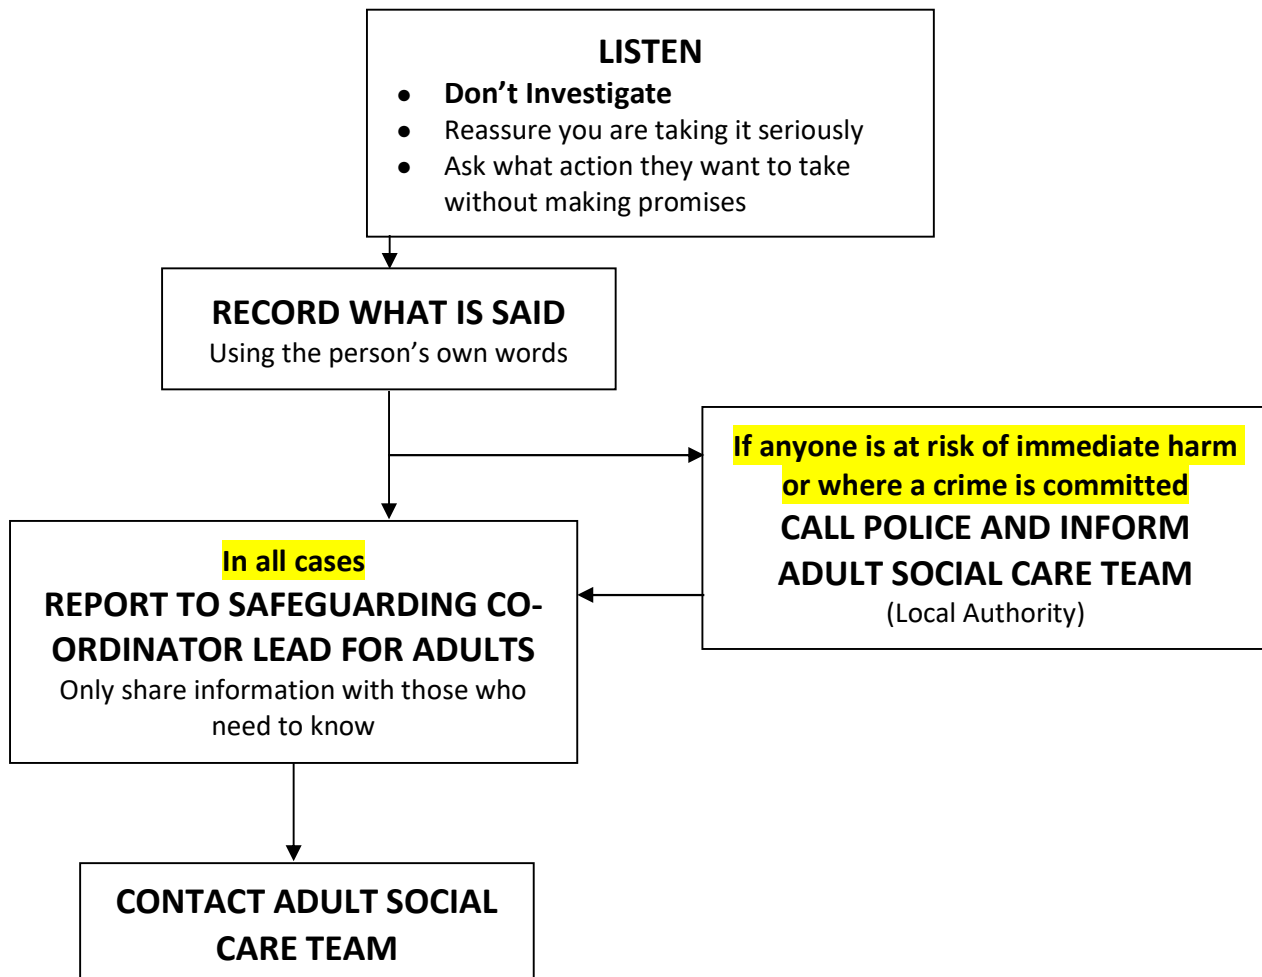 LISTEN
● Don’t Investigate
● Reassure you are taking it seriously
● Ask what action they want to take
without making promises
RECORD WHAT IS SAID
Using the person’s own words
If anyone is at risk of immediate harm
or where a crime is committed
CALL POLICE AND INFORM
ADULT SOCIAL CARE TEAM
(Local Authority)
In all cases
REPORT TO SAFEGUARDING CO-
ORDINATOR LEAD FOR ADULTS
Only share information with those who
need to know
CONTACT ADULT SOCIAL
CARE TEAM